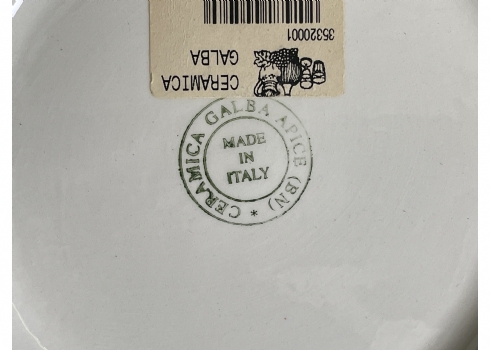 35320001
CERAMICA
GALBA
CERAMICA GALBA APICE (BN) *
MADE
IN
ITALY